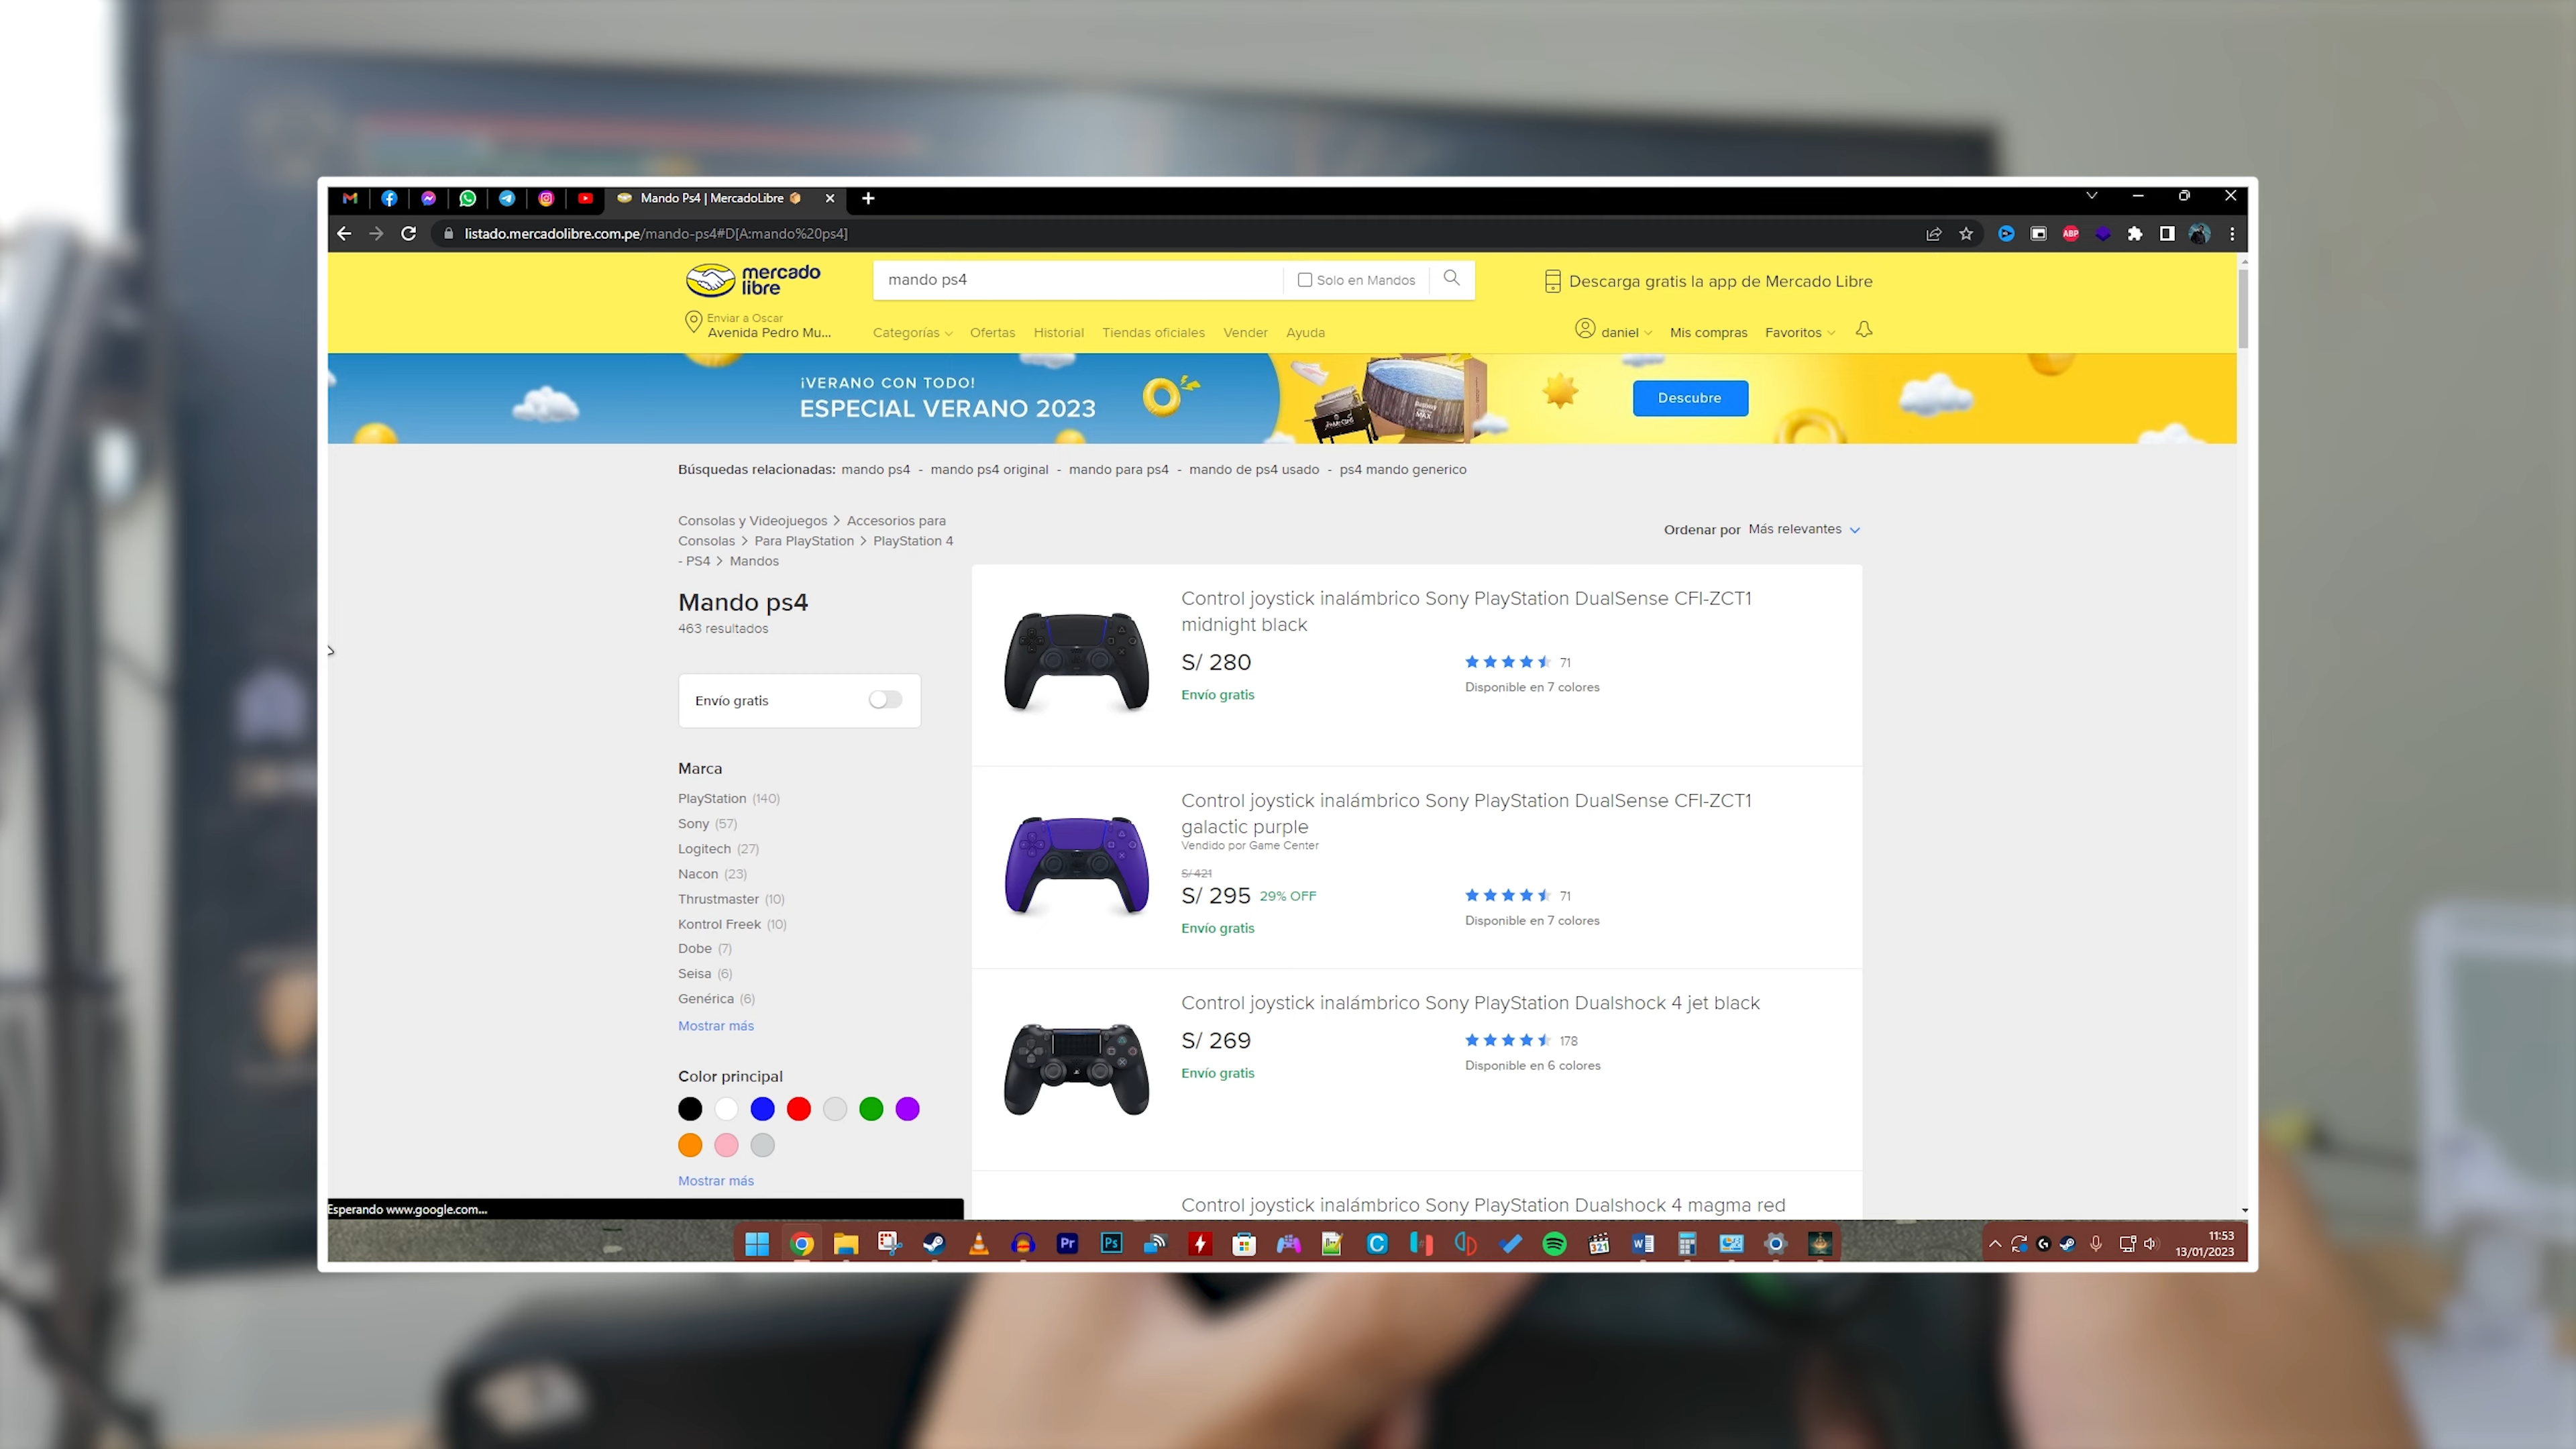 Mando Ps4 | MercadoLibre
listado.mercadolibre.com.pe/mando-ps4#D[A:mando%20ps4]
ABP
mercado
libre
mando ps4
Solo en Mandos
Descarga gratis la app de Mercado Libre
Enviar a Oscar
Avenida Pedro Mu...
Categorías
Ofertas
Historial
Tiendas oficiales
Vender
Ayuda
daniel
Mis compras
Favoritos
¡VERANO CON TODO!
ESPECIAL VERANO 2023
Descubre
Búsquedas relacionadas: mando ps4 - mando ps4 original - mando para ps4 - mando de ps4 usado - ps4 mando generico
Consolas y Videojuegos > Accesorios para
Consolas > Para PlayStation > PlayStation 4
- PS4 > Mandos
Ordenar por Más relevantes
Mando ps4
463 resultados
Envío gratis
Marca
PlayStation (140)
Sony (57)
Logitech (27)
Nacon (23)
Thrustmaster (10)
Kontrol Freek (10)
Dobe (7)
Seisa (6)
Genérica (6)
Mostrar más
Color principal
Mostrar más
Control joystick inalámbrico Sony PlayStation DualSense CFI-ZCT1
midnight black
S/ 280
71
Envío gratis
Disponible en 7 colores
Control joystick inalámbrico Sony PlayStation DualSense CFI-ZCT1
galactic purple
Vendido por Game Center
S/ 421
S/ 295 29% OFF
71
Envío gratis
Disponible en 7 colores
Control joystick inalámbrico Sony PlayStation Dualshock 4 jet black
S/ 269
178
Envío gratis
Disponible en 6 colores
Control joystick inalámbrico Sony PlayStation Dualshock 4 magma red
Esperando www.google.com...
Pr
Ps
321
11:53
13/01/2023